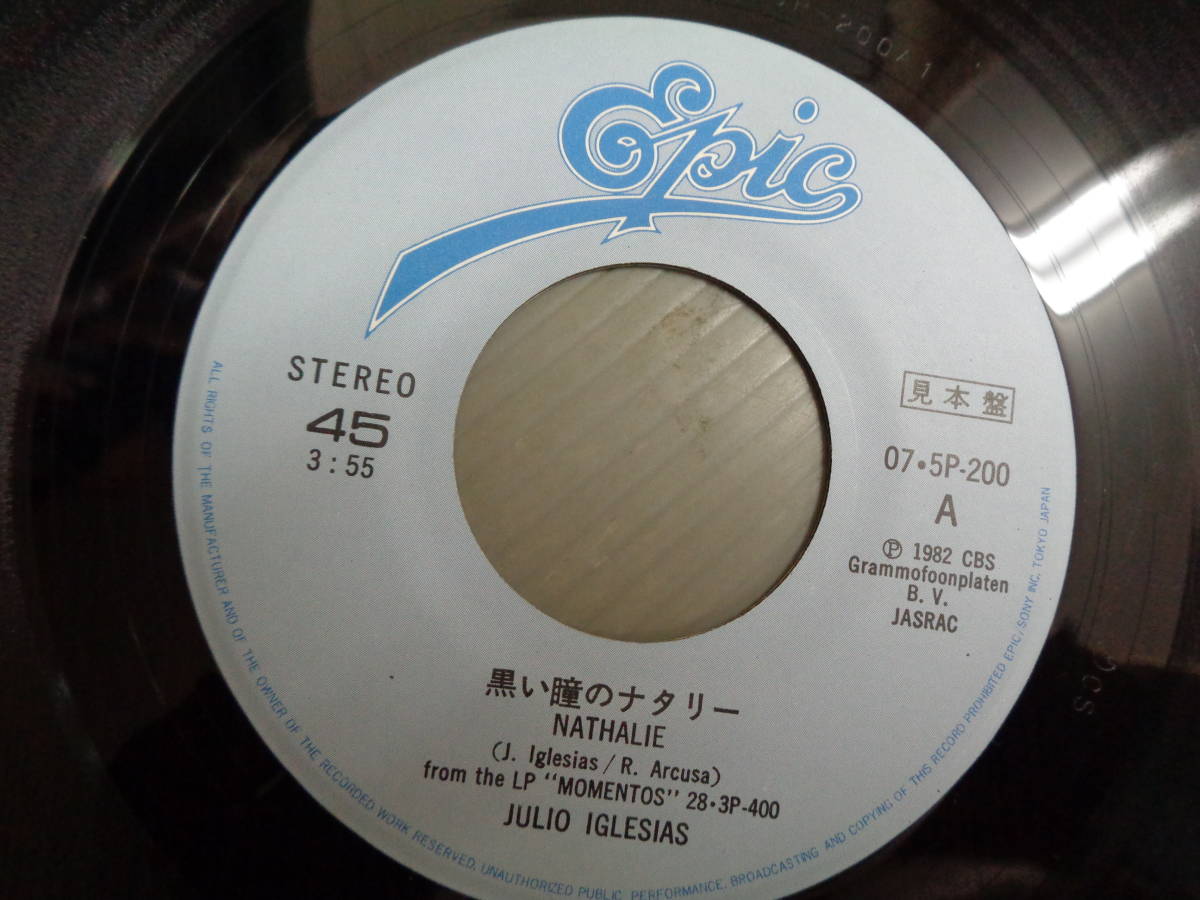 Epic
STEREO
45
3:55
見本盤
07・5P-200
A
Ⓟ 1982 CBS
Grammofoonplaten
B. V.
JASRAC
黒い瞳のナタリー
NATHALIE
(J. Iglesias / R. Arcusa)
from the LP "MOMENTOS" 28・3P-400
JULIO IGLESIAS
ALL RIGHTS OF THE MANUFACTURER AND OF THE OWNER OF THE RECORDED WORK RESERVED. UNAUTHORIZED PUBLIC PERFORMANCE, BROADCASTING AND COPYING OF THIS RECORD PROHIBITED EPIC/SONY INC. TOKYO JAPAN